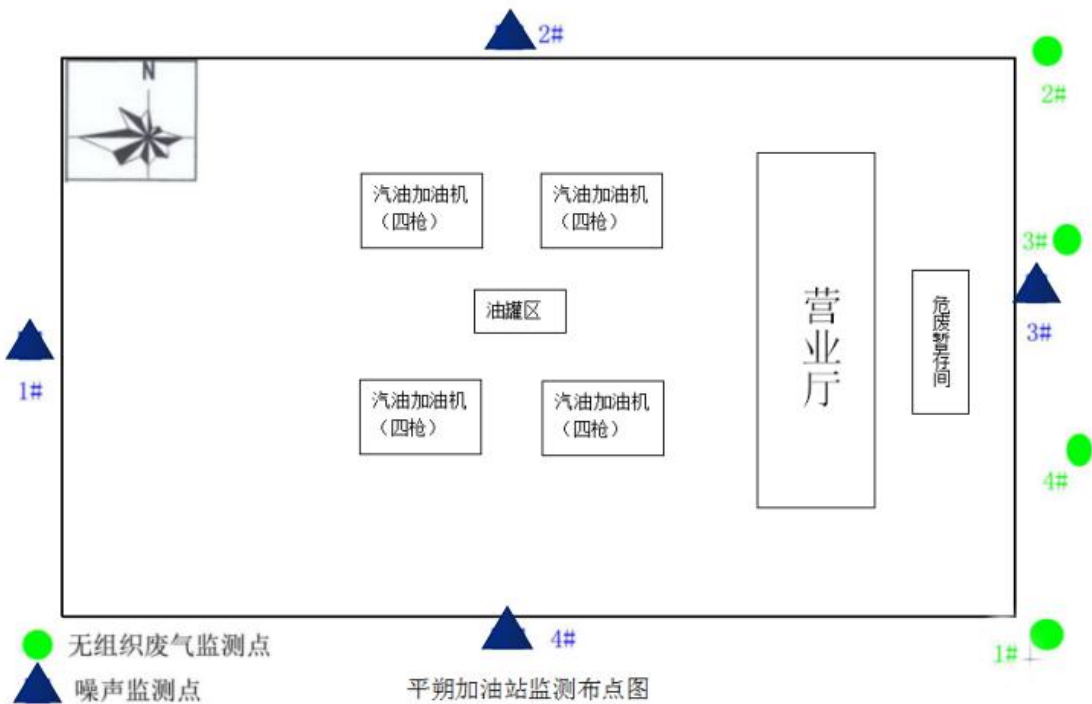 2#
2#
N
汽油加油机
（四枪）
汽油加油机
（四枪）
3#
油罐区
营业厅
危废暂存间
3#
1#
汽油加油机
（四枪）
汽油加油机
（四枪）
4#
4#
1#
无组织废气监测点
噪声监测点
平朔加油站监测布点图